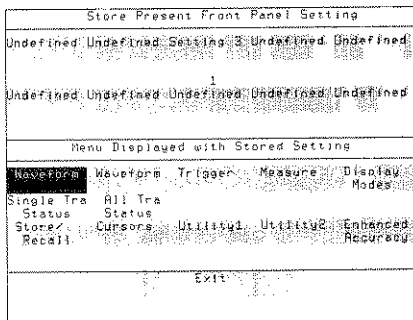 Store Present Front Panel Setting
Undefined Undefined Setting 3 Undefined Undefined
1
Undefined Undefined Undefined Undefined Undefined
Menu Displayed with Stored Setting
Waveform Waveform Trigger Measure Display
Modes
Single Tra All Tra
Status Status
Store/ Cursors Utility1 Utility2 Enhanced
Recall Accuracy
Exit